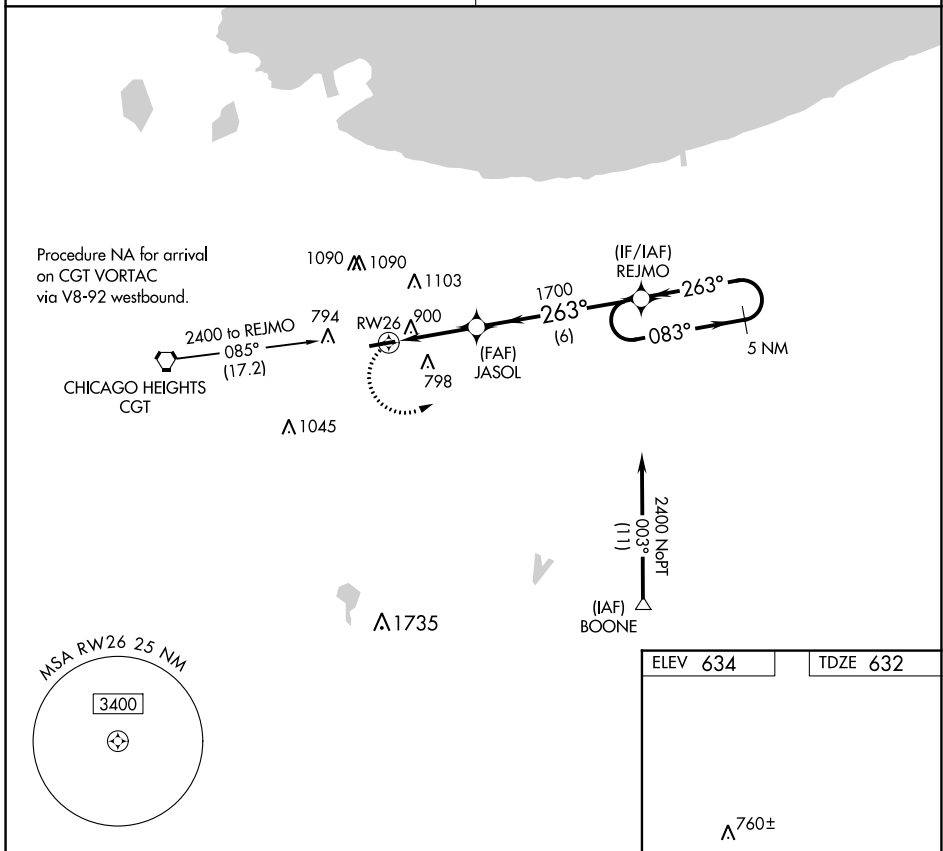 Procedure NA for arrival
on CGT VORTAC
via V8-92 westbound.
1090
1090
1103
(IF/IAF)
REJMO
263°
083°
5 NM
1700
263°
(6)
2400 to REJMO
085°
(17.2)
794
RW26
900
(FAF)
JASOL
798
CHICAGO HEIGHTS
CGT
1045
2400 NoPT
003°
(11)
(IAF)
BOONE
1735
MSA RW26 25 NM
3400
ELEV 634
TDZE 632
760±